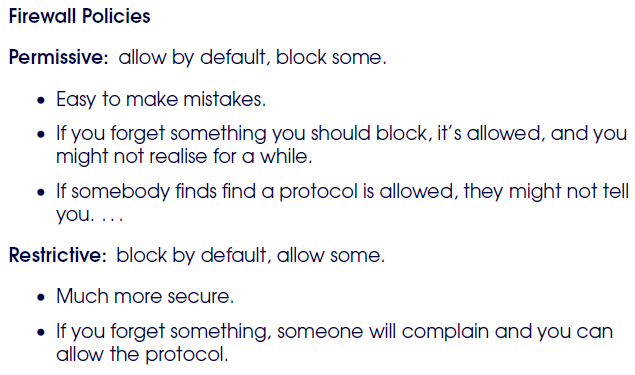 Firewall Policies
Permissive: allow by default, block some.
• Easy to make mistakes.
• If you forget something you should block, it's allowed, and you
might not realise for a while.
• If somebody finds find a protocol is allowed, they might not tell
you. ...
Restrictive: block by default, allow some.
• Much more secure.
• If you forget something, someone will complain and you can
allow the protocol.